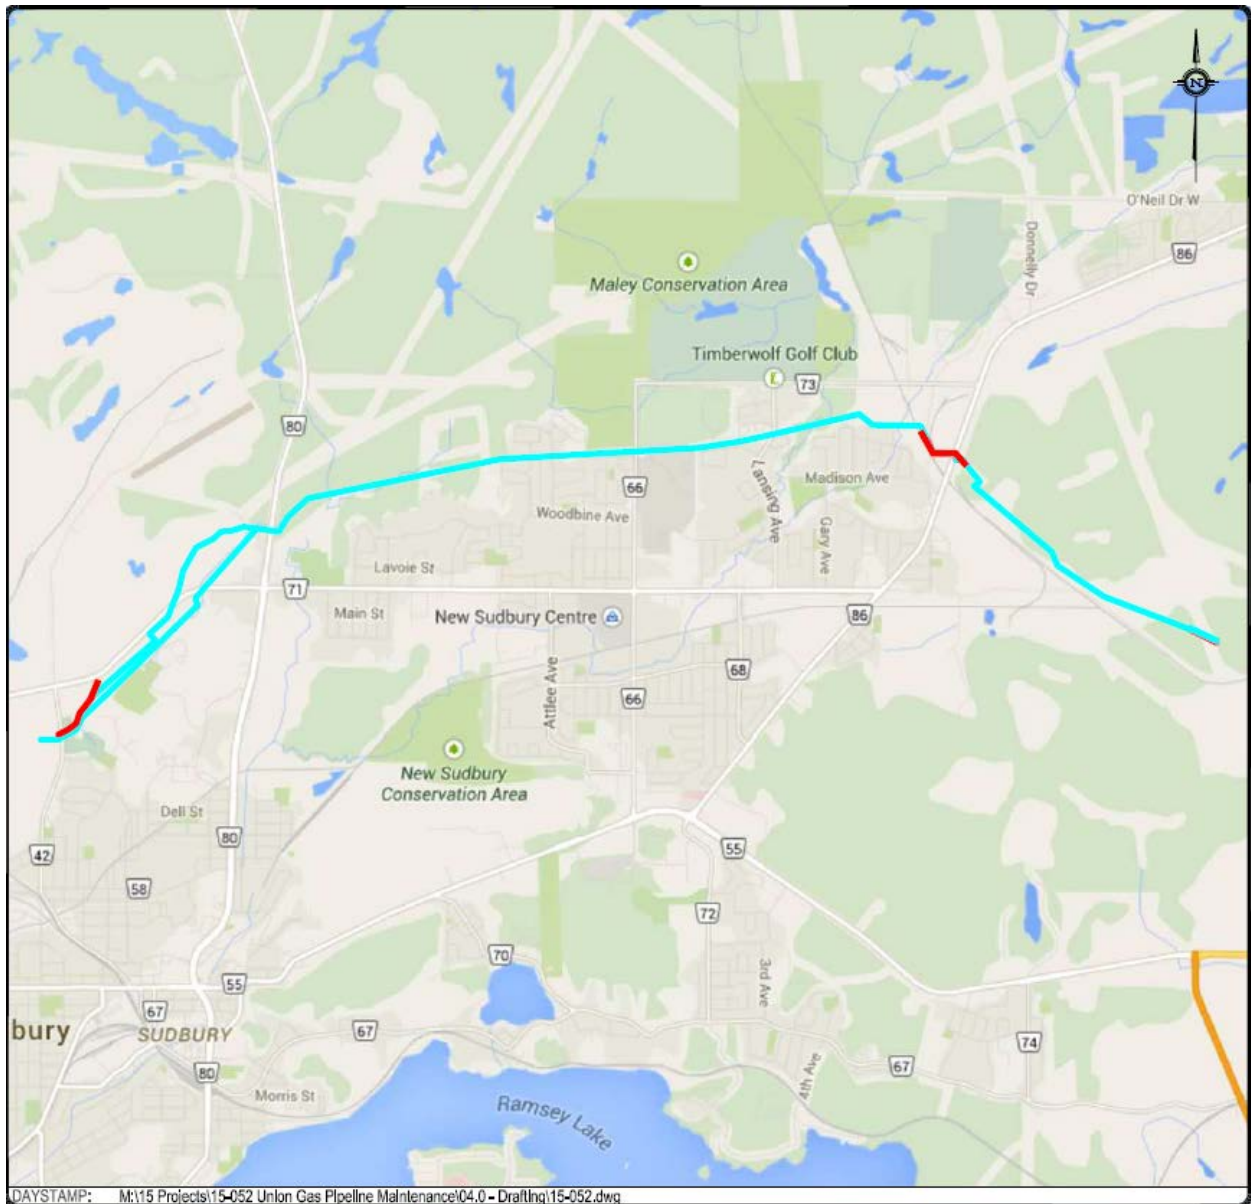 N
O'Neil Dr W
Donnelly Dr
86
Maley Conservation Area
Timberwolf Golf Club
73
80
66
Lansing Ave
Madison Ave
Woodbine Ave
Gary Ave
Lavoie St
71
Main St
New Sudbury Centre
86
Attlee Ave
68
66
New Sudbury
Conservation Area
Dell St
80
42
55
58
72
70
3rd Ave
55
67
bury
SUDBURY
67
74
80
4th Ave
67
Morris St
Ramsey Lake
DAYSTAMP: M:\15 Projects\15-052 Union Gas Pipeline Maintenance\04.0 - Drafting\15-052.dwg